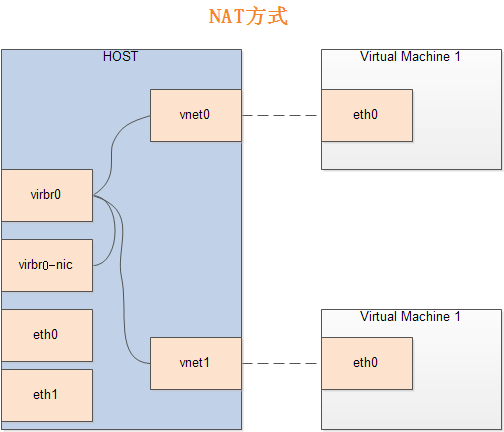 NAT方式
HOST
Virtual Machine 1
vnet0
eth0
virbr0
virbr0-nic
eth0
Virtual Machine 1
vnet1
eth0
eth1